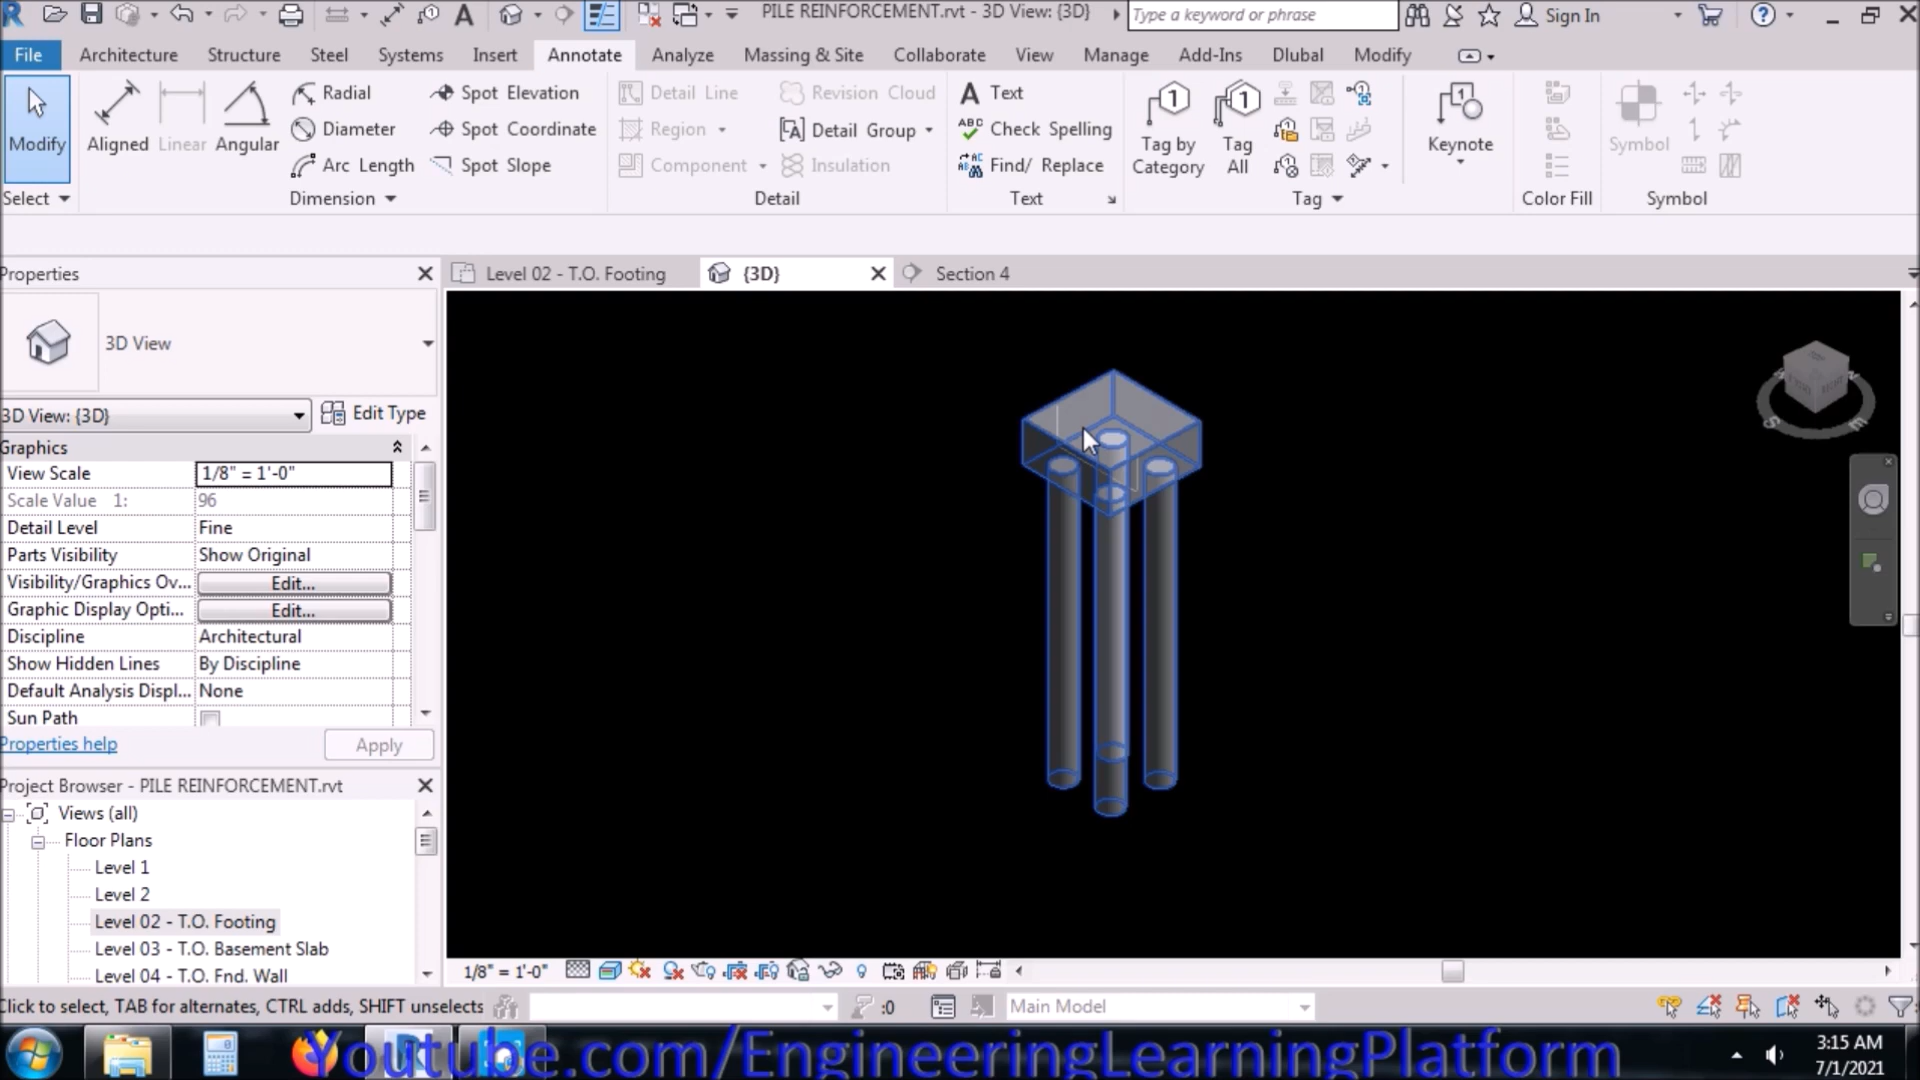 PILE REINFORCEMENT.rvt - 3D View: {3D}
Type a keyword or phrase
Sign In
File Architecture Structure Steel Systems Insert Annotate Analyze Massing & Site Collaborate View Manage Add-Ins Dlubal Modify
Modify
Aligned
Linear
Angular
Radial
Diameter
Arc Length
Spot Elevation
Spot Coordinate
Spot Slope
Detail Line
Region
Component
Revision Cloud
Detail Group
Insulation
A Text
ABC Check Spelling
Find/ Replace
Tag by
Category
Tag
All
Keynote
Symbol
Select
Dimension
Detail
Text
Tag
Color Fill
Symbol
Properties
Level 02 - T.O. Footing
{3D}
Section 4
3D View
3D View: {3D}
Edit Type
Graphics
View Scale 1/8" = 1'-0"
Scale Value 1: 96
Detail Level Fine
Parts Visibility Show Original
Visibility/Graphics Ov... Edit...
Graphic Display Opti... Edit...
Discipline Architectural
Show Hidden Lines By Discipline
Default Analysis Displ... None
Sun Path
Properties help
Apply
Project Browser - PILE REINFORCEMENT.rvt
Views (all)
Floor Plans
Level 1
Level 2
Level 02 - T.O. Footing
Level 03 - T.O. Basement Slab
Level 04 - T.O. Fnd. Wall
1/8" = 1'-0"
Click to select, TAB for alternates, CTRL adds, SHIFT unselects
:0
Main Model
Youtube.com/EngineeringLearningPlatform
3:15 AM
7/1/2021